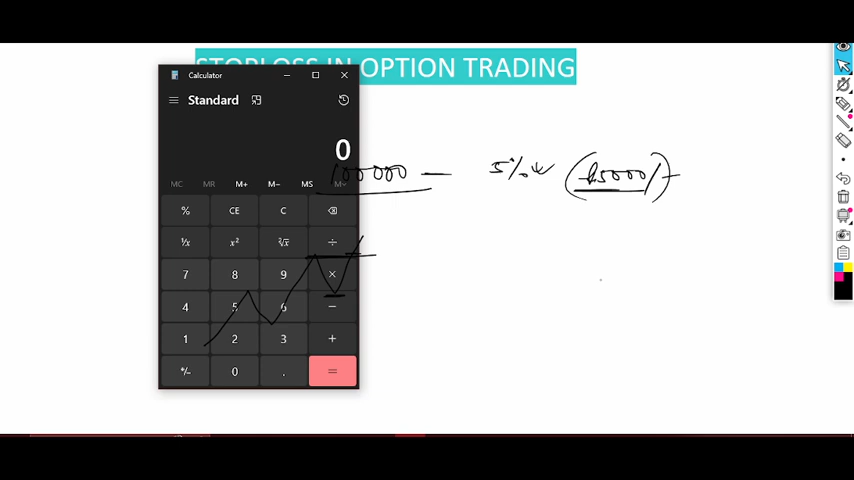 STOPLOSS IN OPTION TRADING
Calculator
Standard
0
100000 — 5% ↓ (₹5000/-)
MC MR M+ M− MS M˅
% CE C
¹/x x² ²√x ÷
7 8 9 ×
4 5 6 −
1 2 3 +
+/− 0 . =